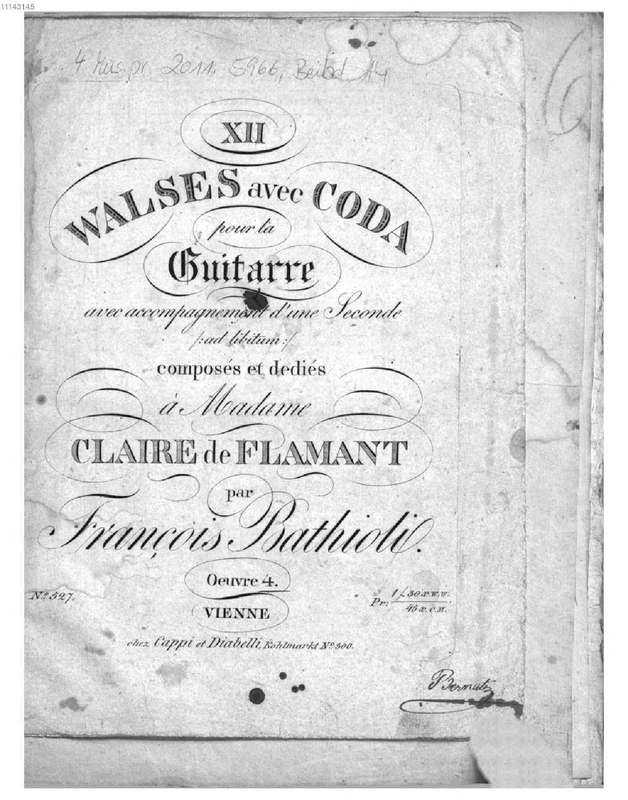 11143145
4 Mus.pr. 2011. 5966, Beibd. 14
XII
WALSES avec CODA
pour la
Guitarre
avec accompagnement d'une Seconde
/:ad libitum:/
composés et dediés
à Madame
CLAIRE de FLAMANT
par
François Bathioli.
Oeuvre 4.
No 527.
Pr: 1 f. 30 x. w.w.
45 x. c.m.
VIENNE
chez Cappi et Diabelli, Kohlmarkt No 300.